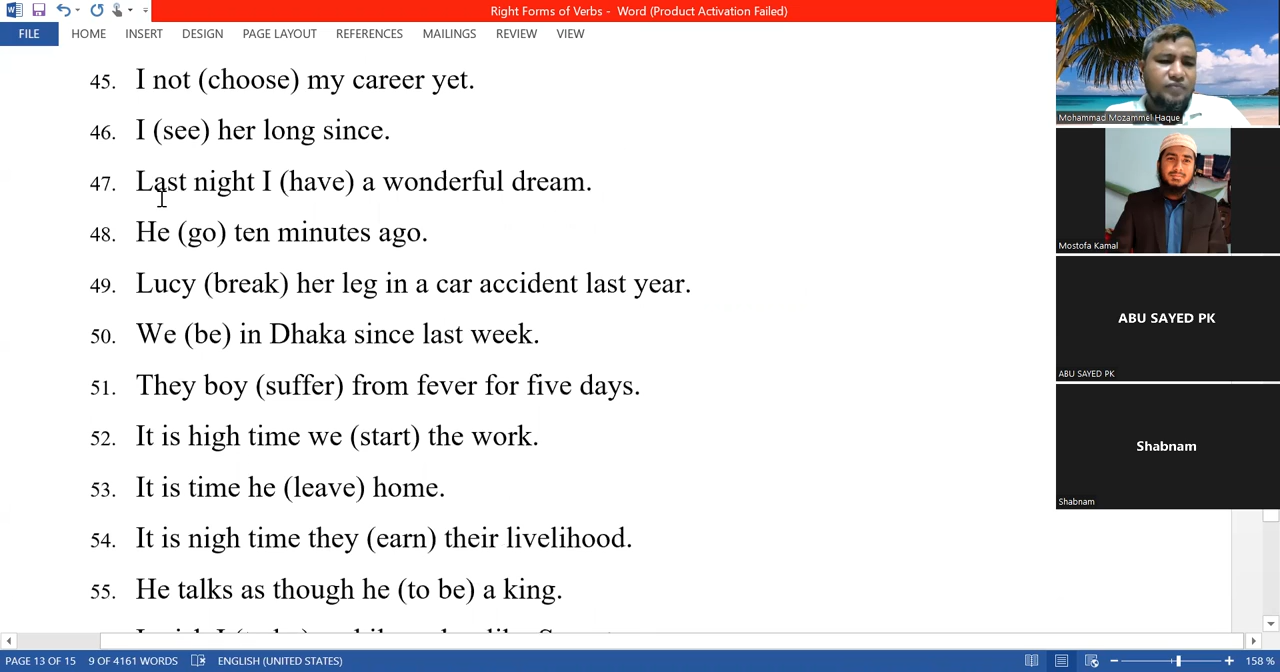 Right Forms of Verbs - Word (Product Activation Failed)
FILE HOME INSERT DESIGN PAGE LAYOUT REFERENCES MAILINGS REVIEW VIEW
45. I not (choose) my career yet.
46. I (see) her long since.
47. Last night I (have) a wonderful dream.
48. He (go) ten minutes ago.
49. Lucy (break) her leg in a car accident last year.
50. We (be) in Dhaka since last week.
51. They boy (suffer) from fever for five days.
52. It is high time we (start) the work.
53. It is time he (leave) home.
54. It is nigh time they (earn) their livelihood.
55. He talks as though he (to be) a king.
PAGE 13 OF 15 9 OF 4161 WORDS ENGLISH (UNITED STATES) 158 %
Mohammad Mozammel Haque
Mostofa Kamal
ABU SAYED PK
ABU SAYED PK
Shabnam
Shabnam